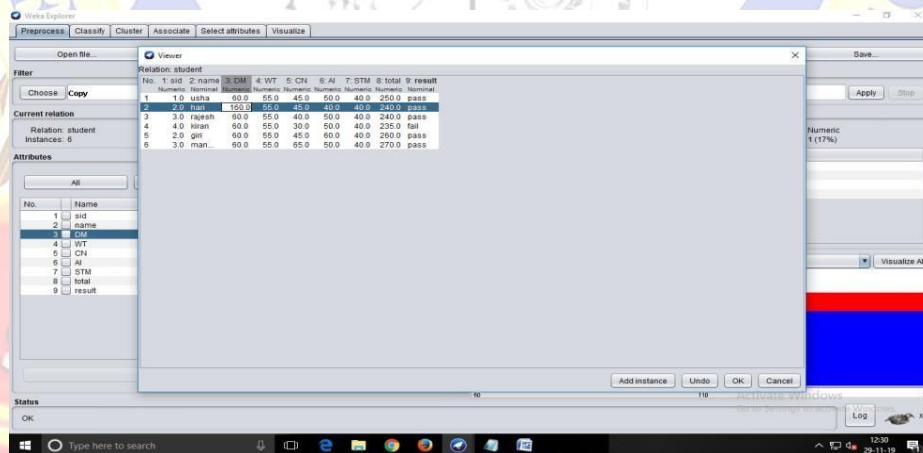 Weka Explorer
Preprocess Classify Cluster Associate Select attributes Visualize
Open file...
Save...
Filter
Choose Copy
Apply Stop
Current relation
Relation: student
Instances: 6
Numeric
1 (17%)
Attributes
All
No. Name
1 sid
2 name
3 DM
4 WT
5 CN
6 AI
7 STM
8 total
9 result
Visualize All
Viewer
Relation: student
No. 1: sid 2: name 3: DM 4: WT 5: CN 6: AI 7: STM 8: total 9: result
Numeric Nominal Numeric Numeric Numeric Numeric Numeric Numeric Nominal
1 1.0 usha 60.0 55.0 45.0 50.0 40.0 250.0 pass
2 2.0 hari 160.0 55.0 45.0 40.0 40.0 240.0 pass
3 3.0 rajesh 60.0 55.0 40.0 50.0 40.0 240.0 pass
4 4.0 kiran 60.0 55.0 30.0 50.0 40.0 235.0 fail
5 2.0 giri 60.0 55.0 45.0 60.0 40.0 260.0 pass
6 3.0 man... 60.0 55.0 65.0 50.0 40.0 270.0 pass
Add instance Undo OK Cancel
60 110
Activate Windows
Status
OK
Log
Type here to search
12:30
29-11-19